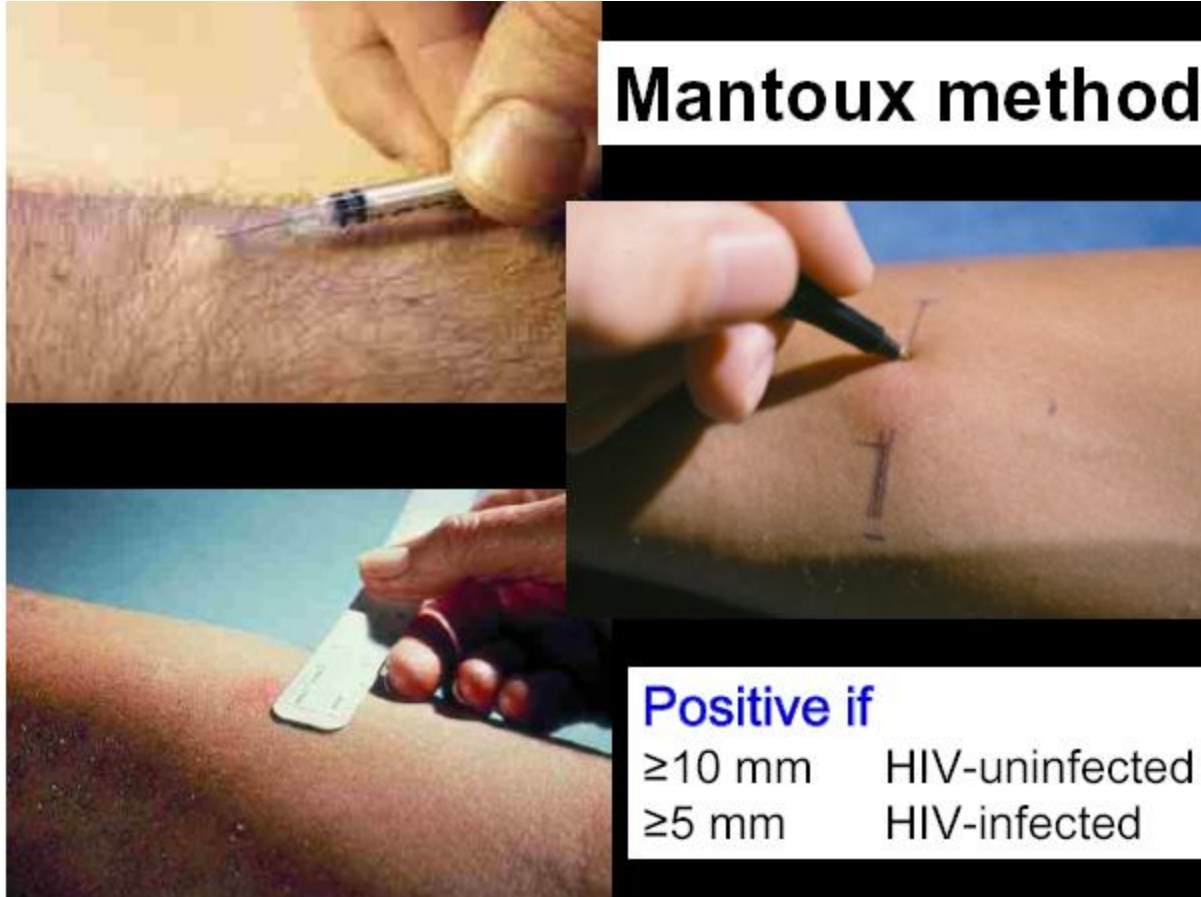 Mantoux method
Positive if
≥10 mm HIV-uninfected
≥5 mm HIV-infected